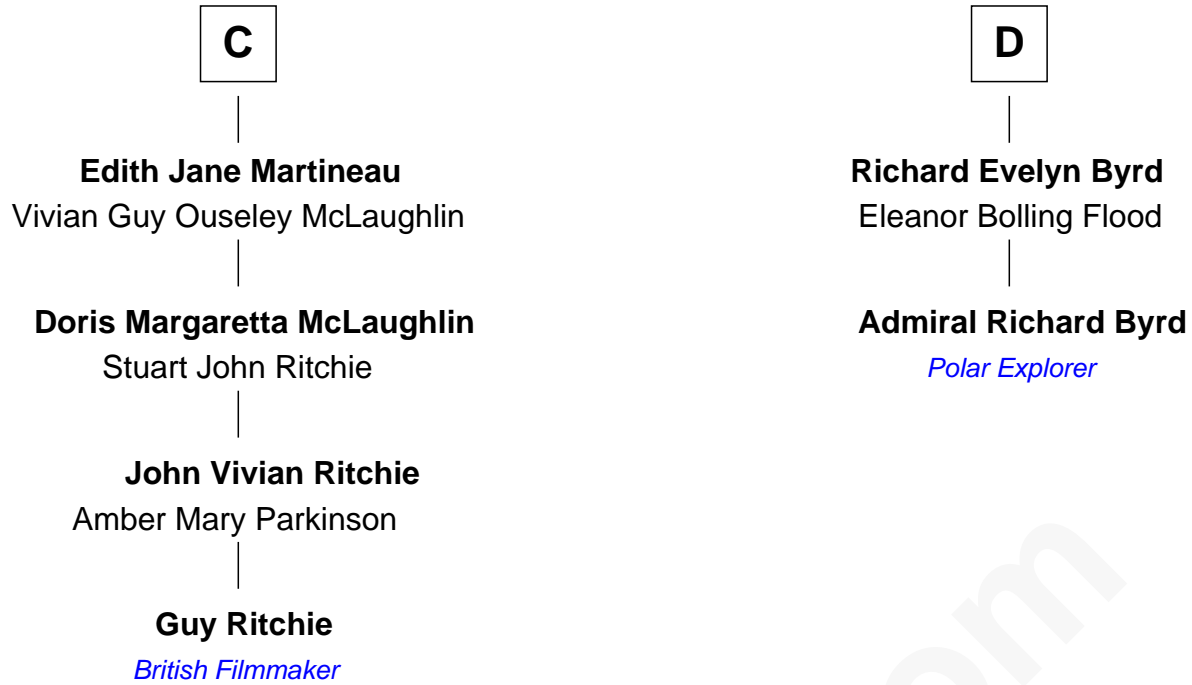 C
Edith Jane Martineau
Vivian Guy Ouseley McLaughlin
Doris Margaretta McLaughlin
Stuart John Ritchie
John Vivian Ritchie
Amber Mary Parkinson
Guy Ritchie
British Filmmaker
D
Richard Evelyn Byrd
Eleanor Bolling Flood
Admiral Richard Byrd
Polar Explorer
om